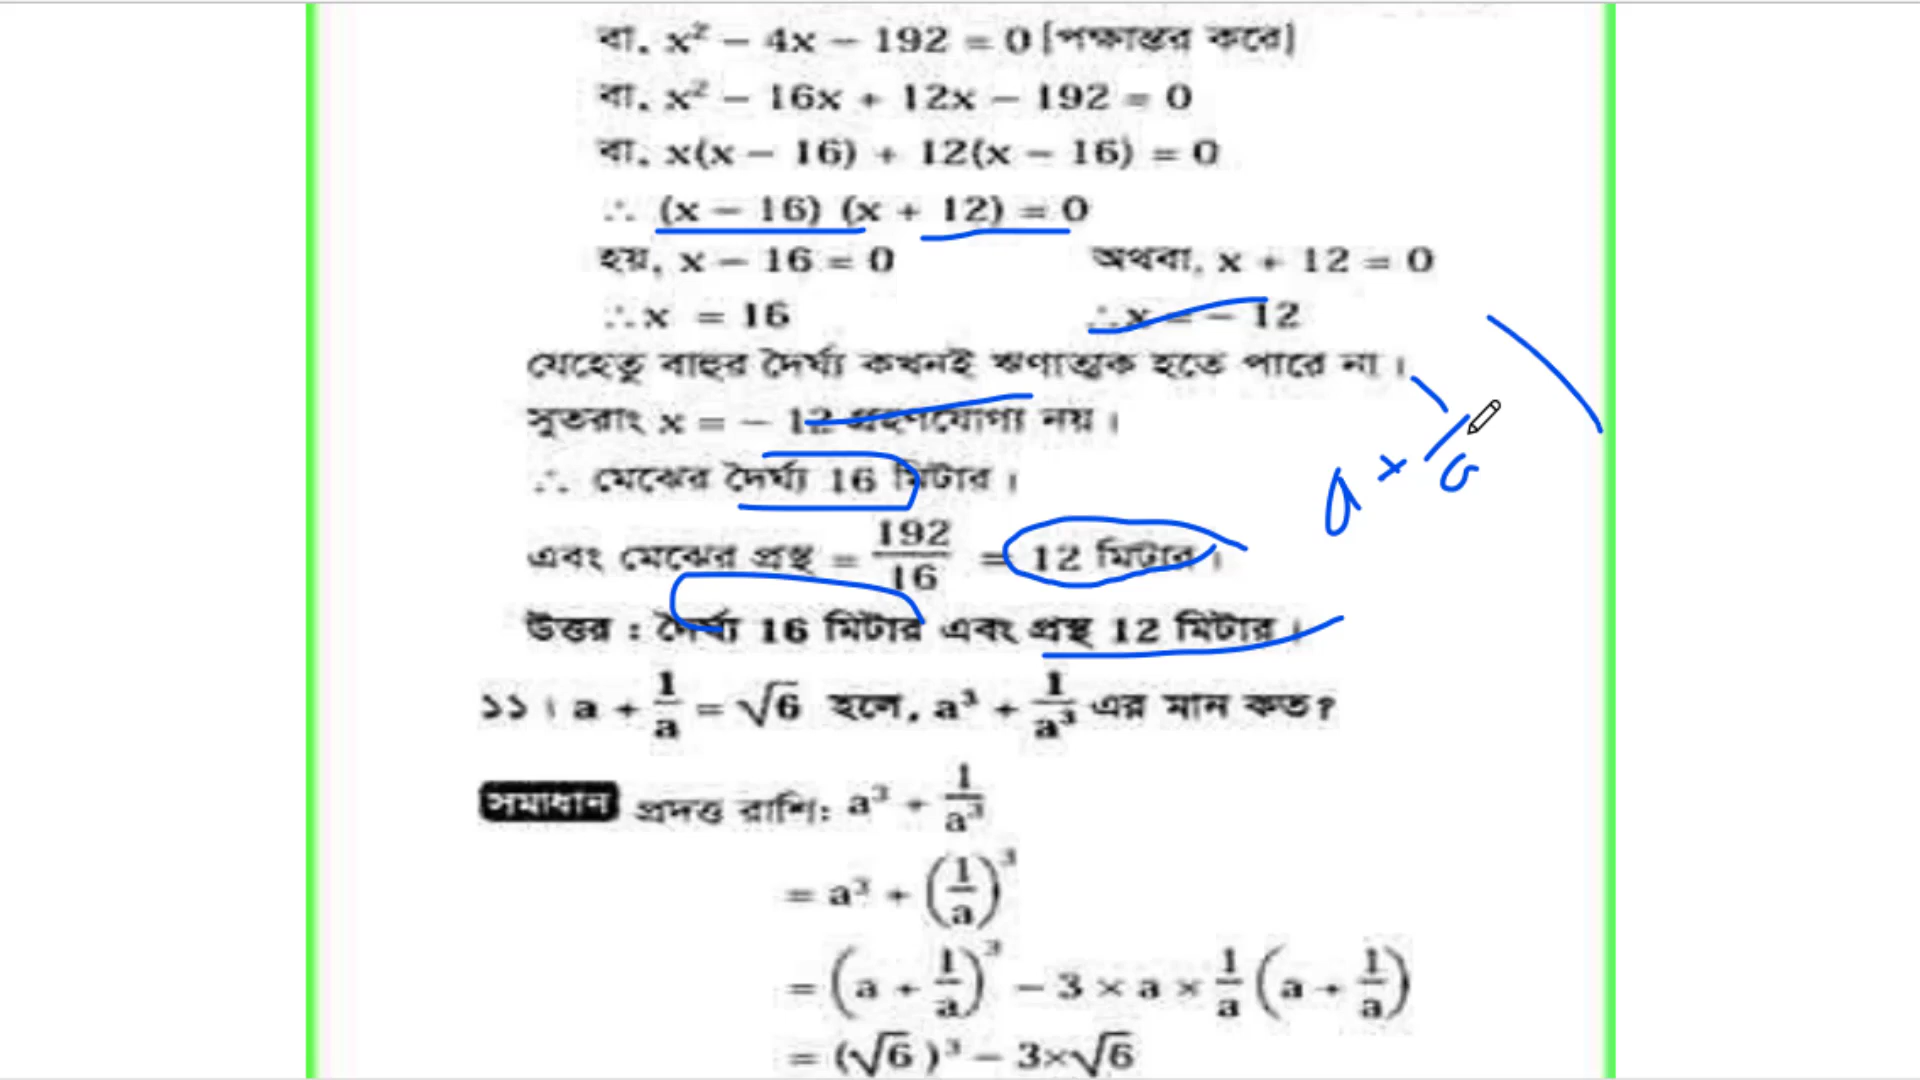 বা, x² − 4x − 192 = 0 [পক্ষান্তর করে]
বা, x² − 16x + 12x − 192 = 0
বা, x(x − 16) + 12(x − 16) = 0
∴ (x − 16) (x + 12) = 0
হয়, x − 16 = 0 অথবা, x + 12 = 0
∴ x = 16 ∴ x = − 12
যেহেতু বাহুর দৈর্ঘ্য কখনই ঋণাত্মক হতে পারে না।
সুতরাং x = − 12 গ্রহণযোগ্য নয়।
∴ মেঝের দৈর্ঘ্য 16 মিটার।
এবং মেঝের প্রস্থ = 192/16 = 12 মিটার।
উত্তর : দৈর্ঘ্য 16 মিটার এবং প্রস্থ 12 মিটার।
১১। a + 1/a = √6 হলে, a³ + 1/a³ এর মান কত?
সমাধান প্রদত্ত রাশি: a³ + 1/a³
= a³ + (1/a)³
= (a + 1/a)³ − 3 × a × 1/a (a + 1/a)
= (√6)³ − 3×√6